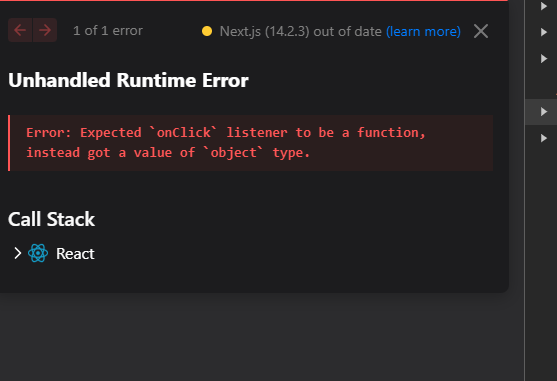 1 of 1 error
Next.js (14.2.3) out of date (learn more)
Unhandled Runtime Error
Error: Expected `onClick` listener to be a function,
instead got a value of `object` type.
Call Stack
React